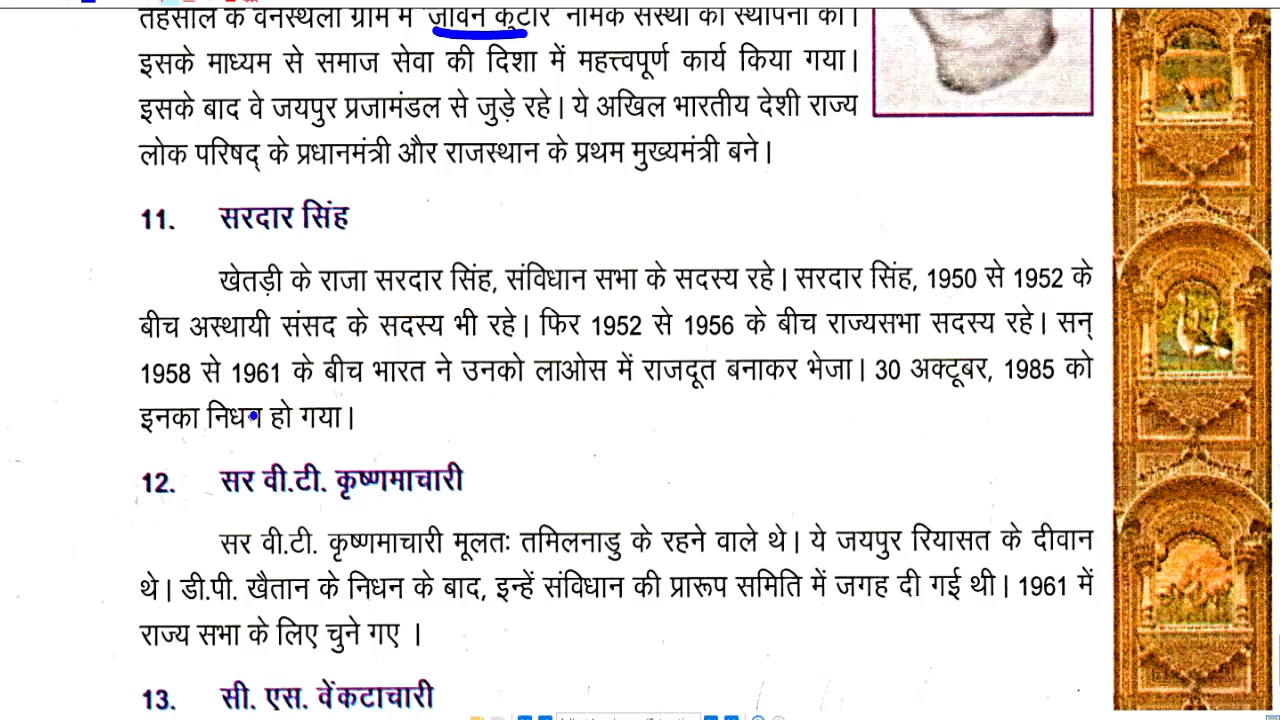 तहसील के वनस्थली ग्राम में 'जीवन कुटीर' नामक संस्था की स्थापना की।
इसके माध्यम से समाज सेवा की दिशा में महत्त्वपूर्ण कार्य किया गया।
इसके बाद वे जयपुर प्रजामंडल से जुड़े रहे। ये अखिल भारतीय देशी राज्य
लोक परिषद् के प्रधानमंत्री और राजस्थान के प्रथम मुख्यमंत्री बने।
11. सरदार सिंह
खेतड़ी के राजा सरदार सिंह, संविधान सभा के सदस्य रहे। सरदार सिंह, 1950 से 1952 के
बीच अस्थायी संसद के सदस्य भी रहे। फिर 1952 से 1956 के बीच राज्यसभा सदस्य रहे। सन्
1958 से 1961 के बीच भारत ने उनको लाओस में राजदूत बनाकर भेजा। 30 अक्टूबर, 1985 को
इनका निधन हो गया।
12. सर वी.टी. कृष्णमाचारी
सर वी.टी. कृष्णमाचारी मूलतः तमिलनाडु के रहने वाले थे। ये जयपुर रियासत के दीवान
थे। डी.पी. खैतान के निधन के बाद, इन्हें संविधान की प्रारूप समिति में जगह दी गई थी। 1961 में
राज्य सभा के लिए चुने गए ।
13. सी. एस. वेंकटाचारी